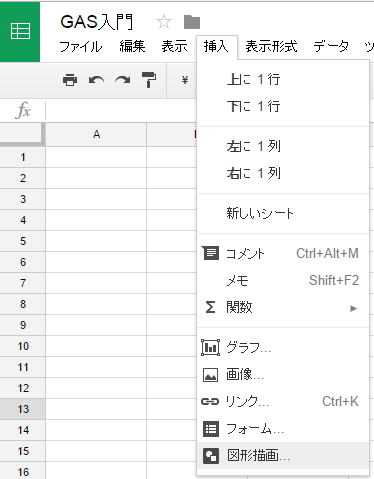 GAS入門
ファイル 編集 表示 挿入 表示形式 データ
¥
fx
上に 1 行
下に 1 行
左に 1 列
右に 1 列
新しいシート
コメント Ctrl+Alt+M
メモ Shift+F2
Σ 関数
グラフ...
画像...
リンク... Ctrl+K
フォーム...
図形描画...
A
1
2
3
4
5
6
7
8
9
10
11
12
13
14
15
16